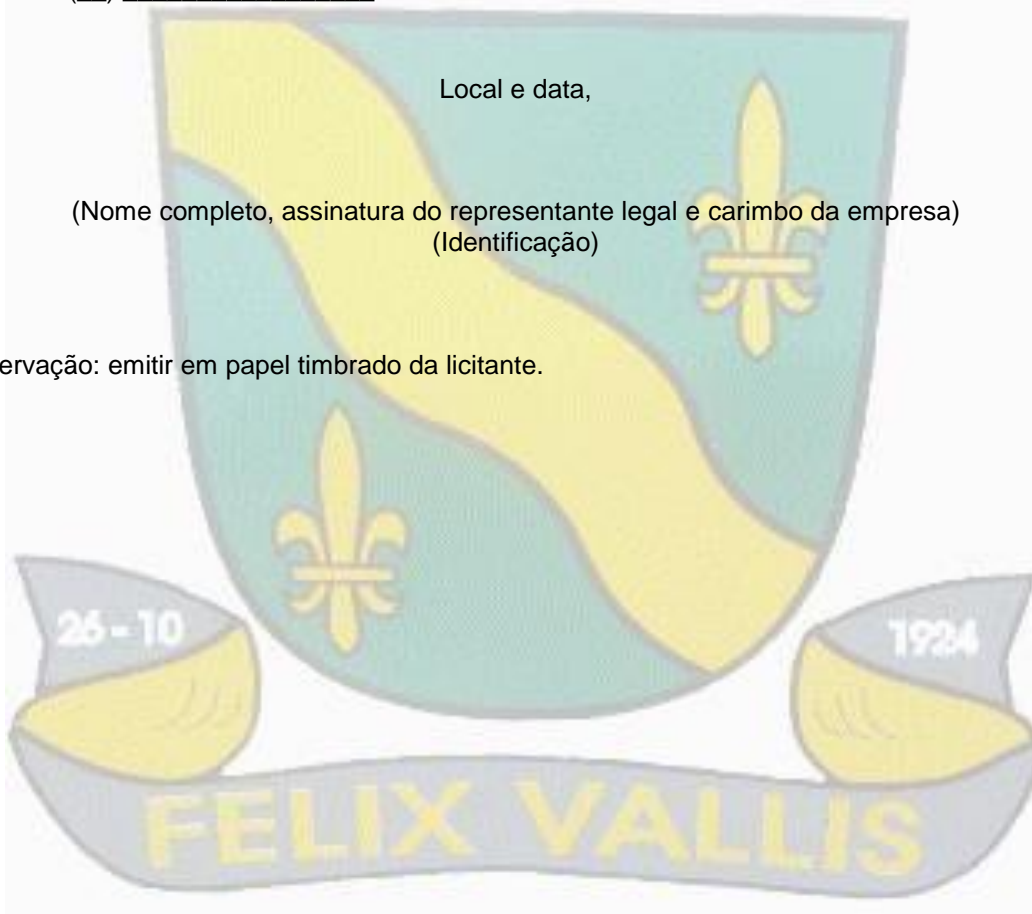 Local e data,
(Nome completo, assinatura do representante legal e carimbo da empresa)
(Identificação)
ervação: emitir em papel timbrado da licitante.
26 - 10
1924
FELIX VALLIS